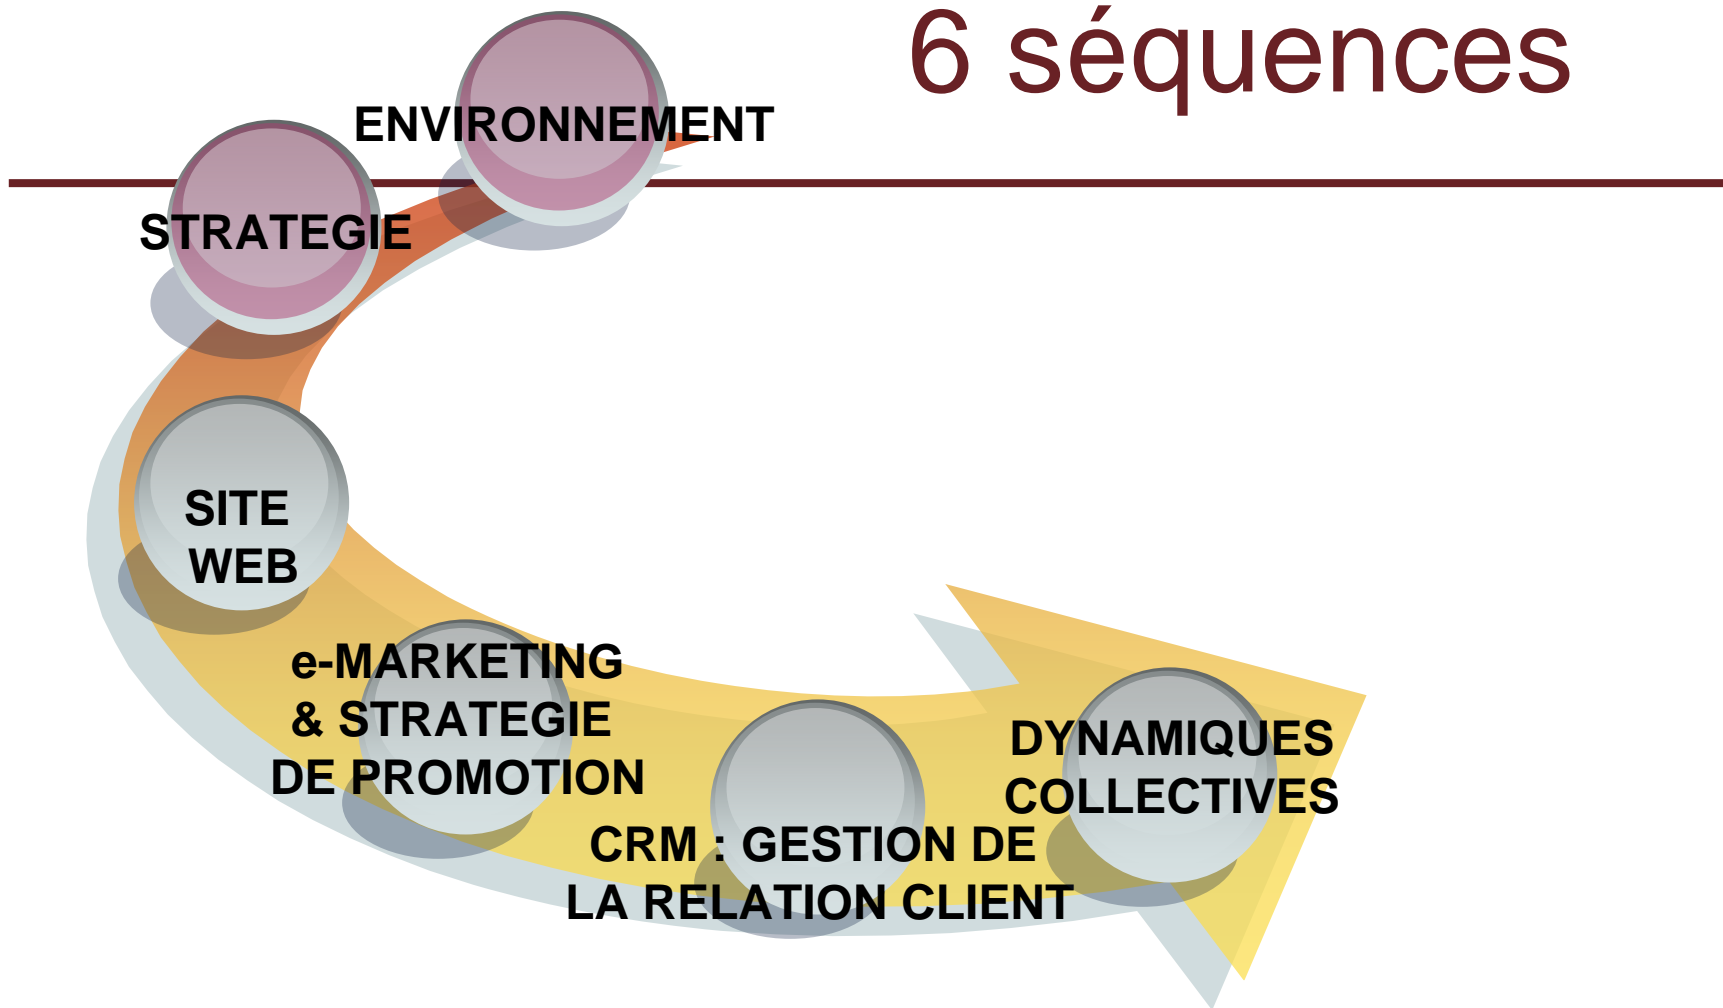 6 séquences
ENVIRONNEMENT
STRATEGIE
SITE
WEB
e-MARKETING
& STRATEGIE
DE PROMOTION
CRM : GESTION DE
LA RELATION CLIENT
DYNAMIQUES
COLLECTIVES